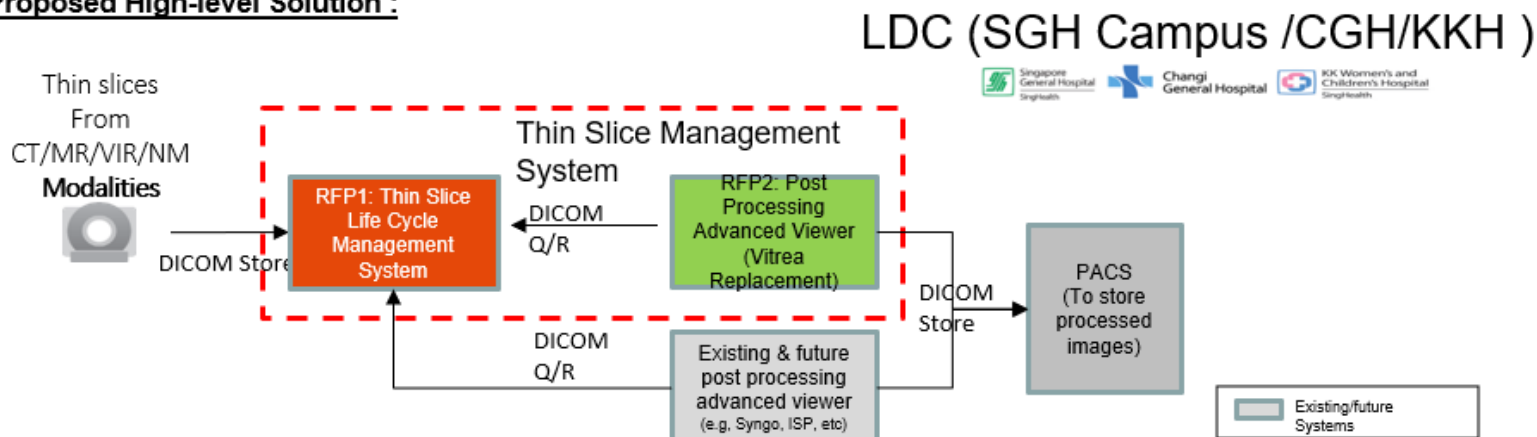 Proposed High-level Solution :
LDC (SGH Campus /CGH/KKH )
Singapore
General Hospital
SingHealth
Changi
General Hospital
KK Women's and
Children's Hospital
SingHealth
Thin slices
From
CT/MR/VIR/NM
Modalities
DICOM Store
Thin Slice Management
System
RFP1: Thin Slice
Life Cycle
Management
System
DICOM
Q/R
RFP2: Post
Processing
Advanced Viewer
(Vitrea
Replacement)
DICOM
Store
PACS
(To store
processed
images)
DICOM
Q/R
Existing & future
post processing
advanced viewer
(e.g, Syngo, ISP, etc)
Existing/future
Systems